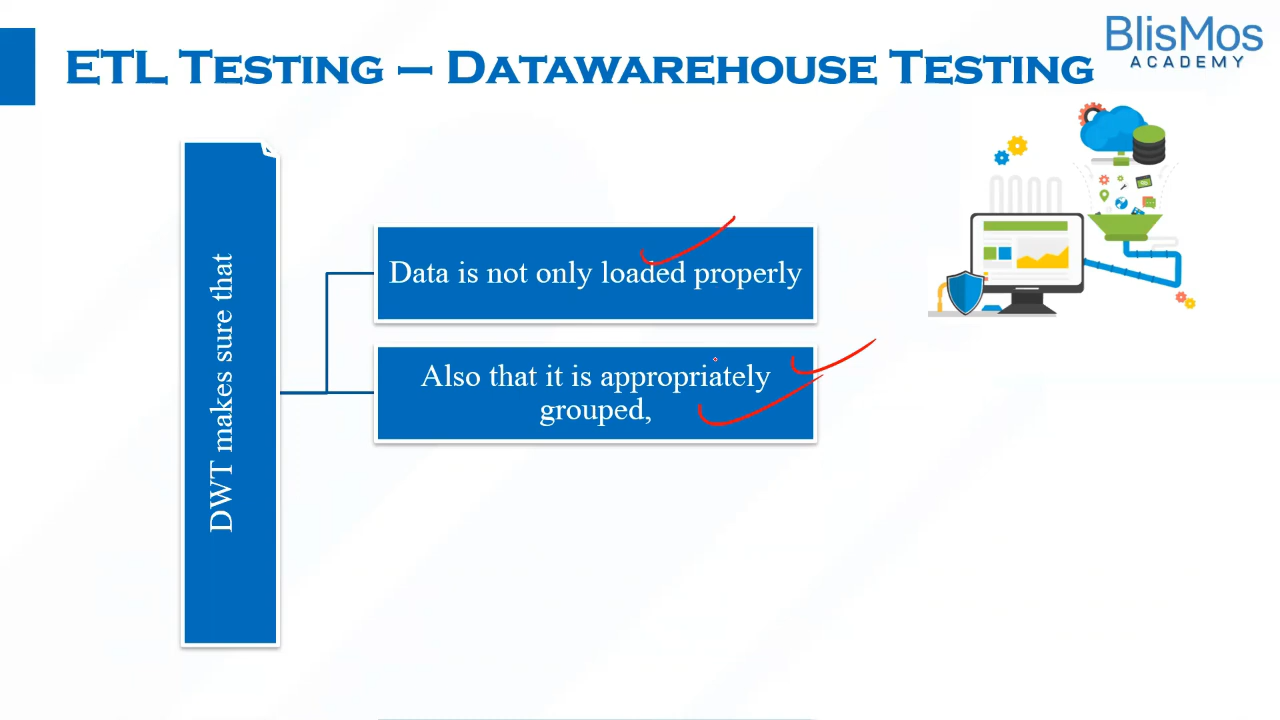 ETL TESTING – DATAWAREHOUSE TESTING
BlisMos
ACADEMY
DWT makes sure that
Data is not only loaded properly
Also that it is appropriately
grouped,